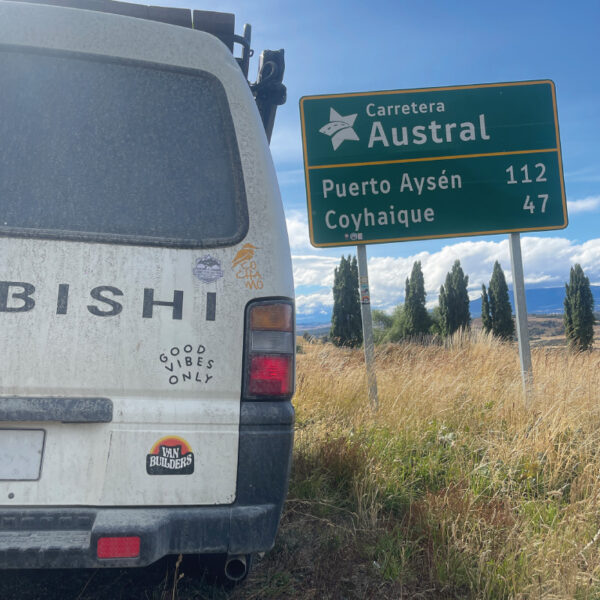 Carretera
Austral
Puerto Aysén 112
Coyhaique 47
BISHI
GOOD
VIBES
ONLY
VAN
BUILDERS